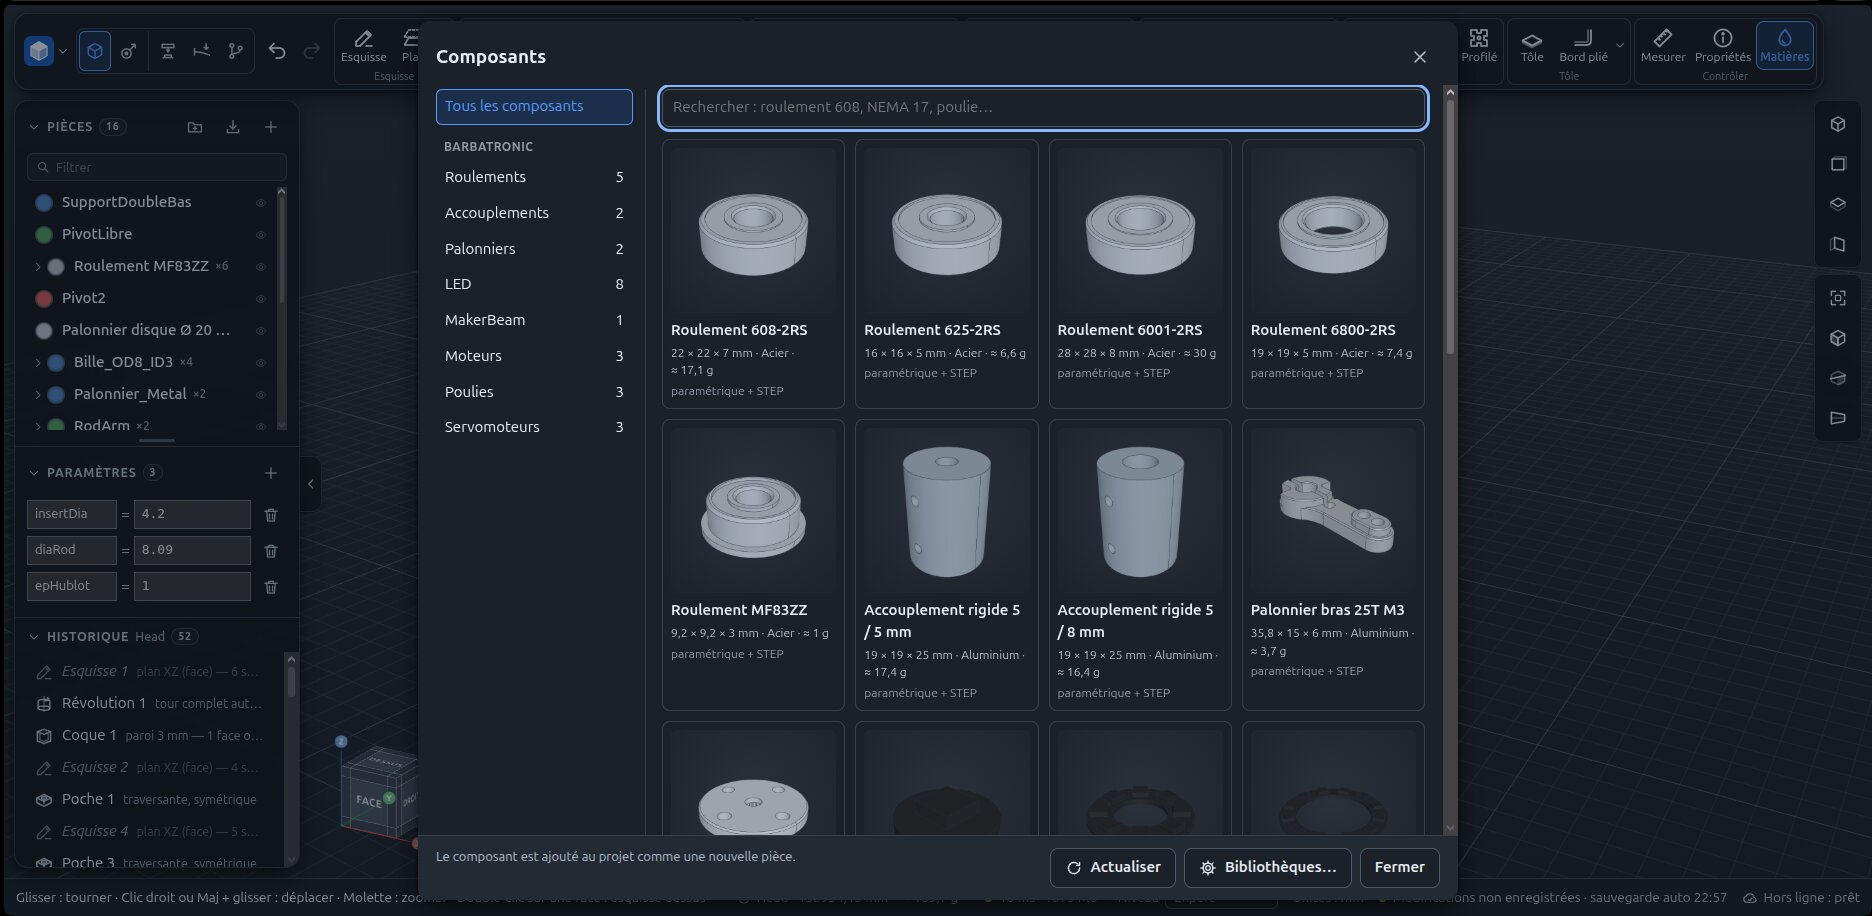 Esquisse
Esquisse
Profilé
Tôle
Bord plié
Tôle
Mesurer
Propriétés
Matières
Contrôler
PIÈCES 16
Filtrer
SupportDoubleBas
PivotLibre
Roulement MF83ZZ ×6
Pivot2
Palonnier disque Ø 20 ...
Bille_OD8_ID3 ×4
Palonnier_Metal ×2
RodArm ×2
PARAMÈTRES 3
insertDia = 4.2
diaRod = 8.09
epHublot = 1
HISTORIQUE Head 52
Esquisse 1 plan XZ (face) — 6 s...
Révolution 1 tour complet aut...
Coque 1 paroi 3 mm — 1 face o...
Esquisse 2 plan XZ (face) — 4 s...
Poche 1 traversante, symétrique
Esquisse 4 plan XZ (face) — 5 s...
Poche 3 traversante, symétrique
Z
DESSUS
FACE
Y
Composants
Tous les composants
BARBATRONIC
Roulements 5
Accouplements 2
Palonniers 2
LED 8
MakerBeam 1
Moteurs 3
Poulies 3
Servomoteurs 3
Rechercher : roulement 608, NEMA 17, poulie...
Roulement 608-2RS
22 × 22 × 7 mm · Acier ·
≈ 17,1 g
paramétrique + STEP
Roulement 625-2RS
16 × 16 × 5 mm · Acier · ≈ 6,6 g
paramétrique + STEP
Roulement 6001-2RS
28 × 28 × 8 mm · Acier · ≈ 30 g
paramétrique + STEP
Roulement 6800-2RS
19 × 19 × 5 mm · Acier · ≈ 7,4 g
paramétrique + STEP
Roulement MF83ZZ
9,2 × 9,2 × 3 mm · Acier · ≈ 1 g
paramétrique + STEP
Accouplement rigide 5
/ 5 mm
19 × 19 × 25 mm · Aluminium ·
≈ 17,4 g
paramétrique + STEP
Accouplement rigide 5
/ 8 mm
19 × 19 × 25 mm · Aluminium ·
≈ 16,4 g
paramétrique + STEP
Palonnier bras 25T M3
35,8 × 15 × 6 mm · Aluminium ·
≈ 3,7 g
paramétrique + STEP
Le composant est ajouté au projet comme une nouvelle pièce.
Actualiser
Bibliothèques...
Fermer
Glisser : tourner · Clic droit ou Maj + glisser : déplacer · Molette :
non enregistrées · sauvegarde auto 22:57
Hors ligne : prêt